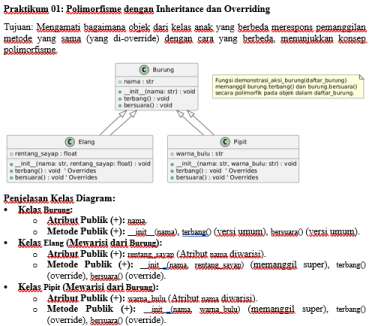 Praktikum 01: Polimorfisme dengan Inheritance dan Overriding
Tujuan: Mengamati bagaimana objek dari kelas anak yang berbeda merespons pemanggilan
metode yang sama (yang di-override) dengan cara yang berbeda, menunjukkan konsep
polimorfisme.
C Burung
nama : str
__init__(nama: str) : void
terbang() : void
bersuara() : void
Fungsi demonstrasi_aksi_burung(daftar_burung)
memanggil burung.terbang() dan burung.bersuara()
secara polimorfik pada objek dalam daftar_burung.
C Elang
rentang_sayap : float
__init__(nama: str, rentang_sayap: float) : void
terbang() : void ' Overrides
bersuara() : void ' Overrides
C Pipit
warna_bulu : str
__init__(nama: str, warna_bulu : str) : void
terbang() : void ' Overrides
bersuara() : void ' Overrides
Penjelasan Kelas Diagram:
• Kelas Burung:
o Atribut Publik (+): nama.
o Metode Publik (+): __init__(nama), terbang() (versi umum), bersuara() (versi umum).
• Kelas Elang (Mewarisi dari Burung):
o Atribut Publik (+): rentang_sayap (Atribut nama diwarisi).
o Metode Publik (+): __init__(nama, rentang_sayap) (memanggil super), terbang()
(override), bersuara() (override).
• Kelas Pipit (Mewarisi dari Burung):
o Atribut Publik (+): warna_bulu (Atribut nama diwarisi).
o Metode Publik (+): __init__(nama, warna_bulu) (memanggil super), terbang()
(override), bersuara() (override).